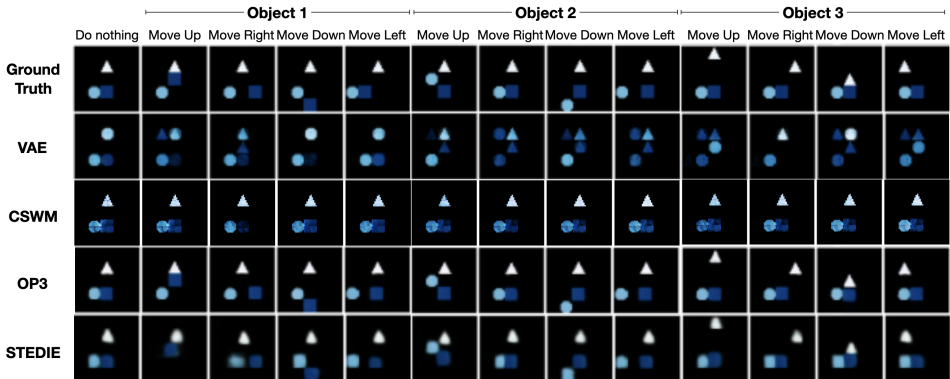 Object 1 Object 2 Object 3
Do nothing Move Up Move Right Move Down Move Left Move Up Move Right Move Down Move Left Move Up Move Right Move Down Move Left
Ground
Truth
VAE
CSWM
OP3
STEDIE